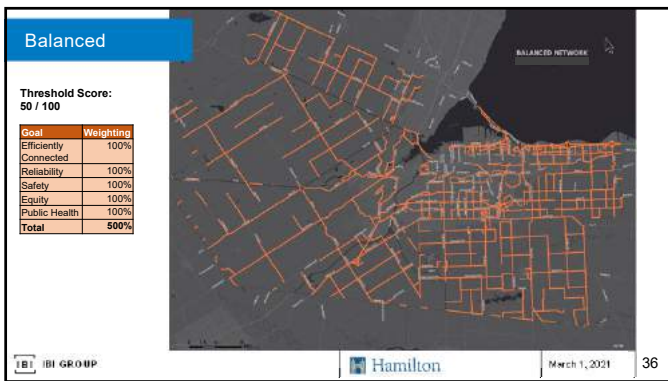 Balanced
BALANCED NETWORK
Threshold Score:
50 / 100
Goal Weighting
Efficiently Connected 100%
Reliability 100%
Safety 100%
Equity 100%
Public Health 100%
Total 500%
IBI IBI GROUP
Hamilton
March 1, 2021
36